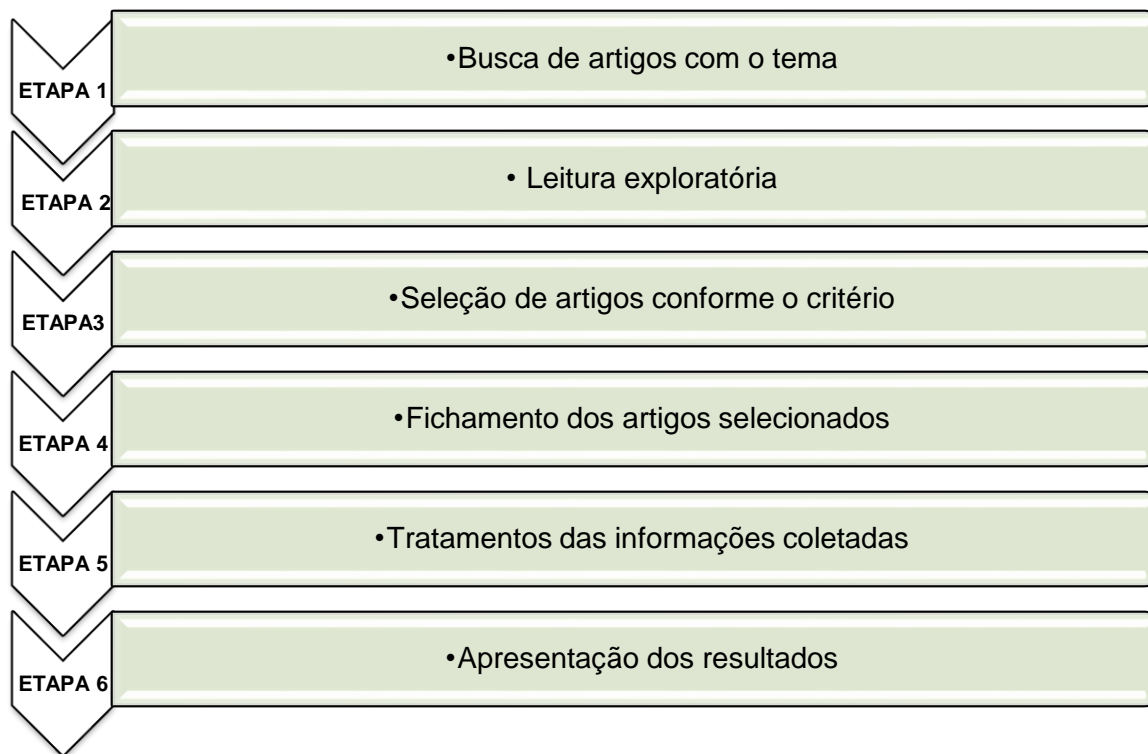 •Busca de artigos com o tema
ETAPA 1
• Leitura exploratória
ETAPA 2
•Seleção de artigos conforme o critério
ETAPA3
•Fichamento dos artigos selecionados
ETAPA 4
•Tratamentos das informações coletadas
ETAPA 5
•Apresentação dos resultados
ETAPA 6